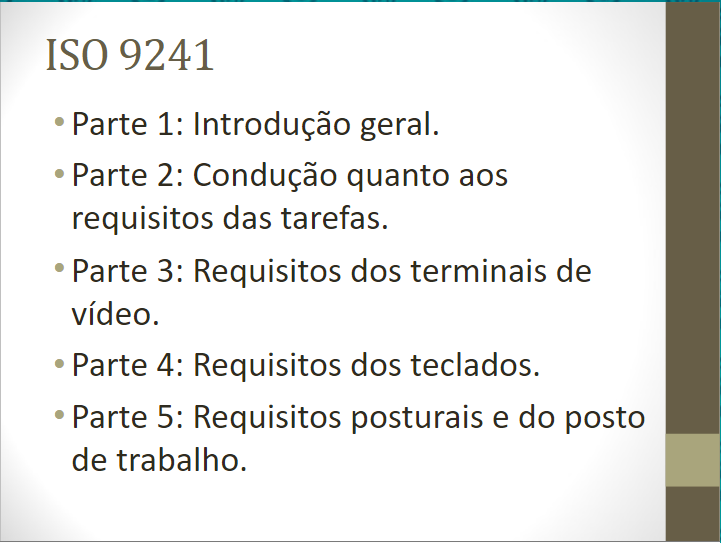 ISO 9241
• Parte 1: Introdução geral.
• Parte 2: Condução quanto aos
requisitos das tarefas.
• Parte 3: Requisitos dos terminais de
vídeo.
• Parte 4: Requisitos dos teclados.
• Parte 5: Requisitos posturais e do posto
de trabalho.